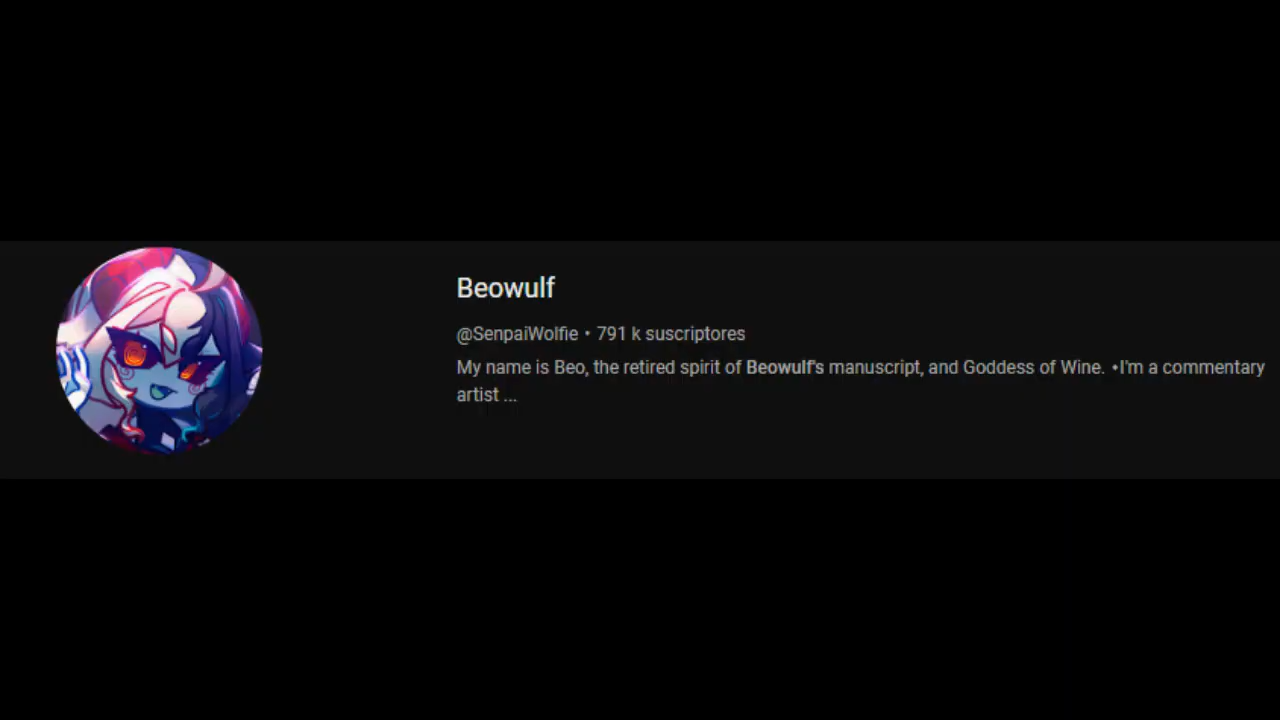 Beowulf
@SenpaiWolfie • 791 k suscriptores
My name is Beo, the retired spirit of Beowulf's manuscript, and Goddess of Wine. •I'm a commentary
artist ...